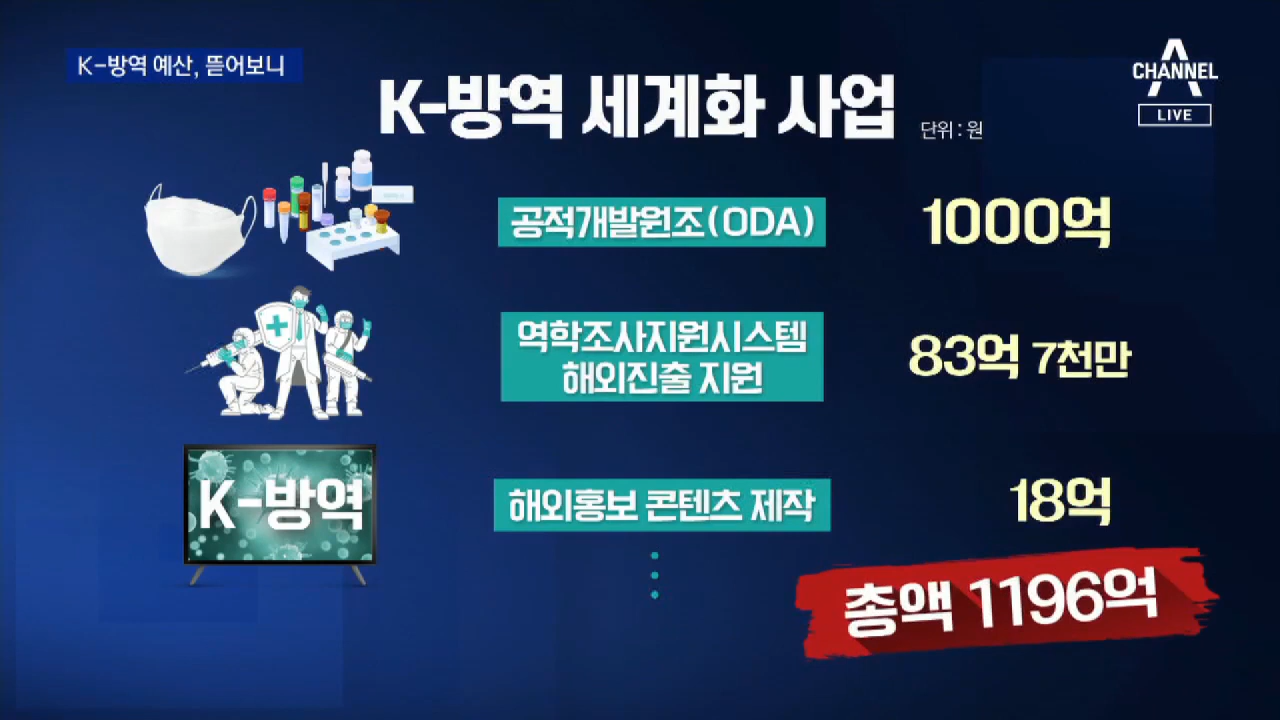 K-방역 예산, 뜯어보니
CHANNEL
LIVE
K-방역 세계화 사업
단위 : 원
공적개발원조(ODA)
1000억
역학조사지원시스템
해외진출 지원
83억 7천만
K-방역
해외홍보 콘텐츠 제작
18억
총액 1196억